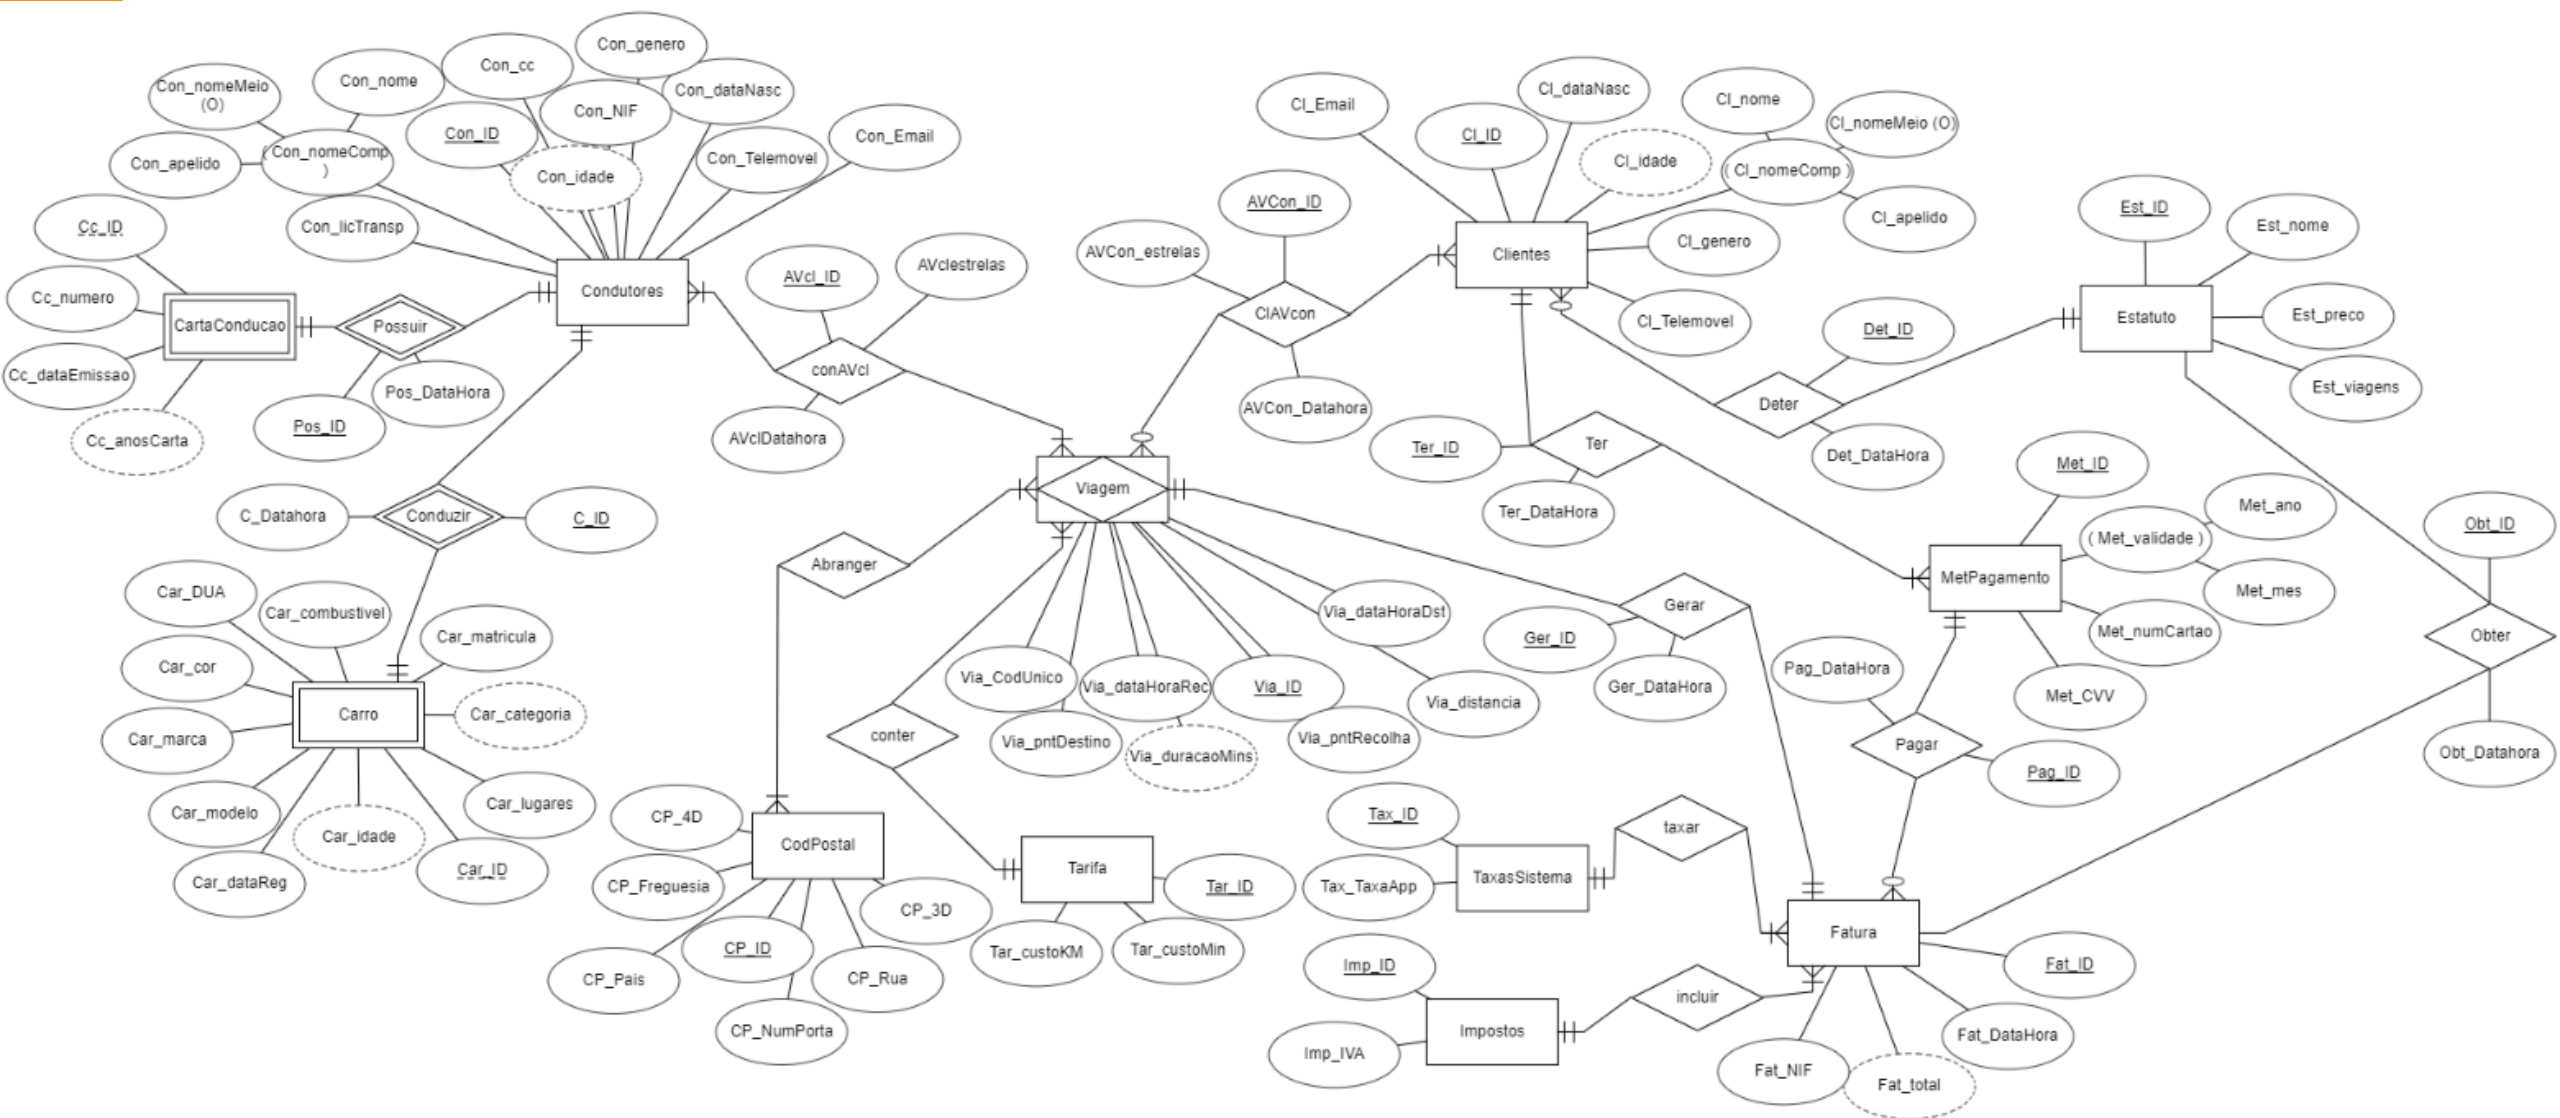 Con_genero
Con_cc
Con_nome
Con_nomeMeio
(O)
Con_dataNasc
Con_NIF
Con_ID
Con_Email
Con_apelido
( Con_nomeComp
)
Con_idade
Con_Telemovel
Con_licTransp
Cc_ID
Cc_numero
CartaConducao
Possuir
Condutores
Cc_dataEmissao
Pos_DataHora
Pos_ID
Cc_anosCarta
AVcl_ID
AVclestrelas
conAVcl
AVclDatahora
C_Datahora
Conduzir
C_ID
Car_DUA
Car_combustivel
Car_matricula
Car_cor
Carro
Car_categoria
Car_marca
Car_modelo
Car_idade
Car_lugares
Car_dataReg
Car_ID
Cl_Email
Cl_ID
Cl_dataNasc
Cl_nome
Cl_nomeMeio (O)
Cl_idade
( Cl_nomeComp )
Cl_apelido
Cl_genero
Clientes
Cl_Telemovel
AVCon_ID
AVCon_estrelas
ClAVcon
AVCon_Datahora
Est_ID
Est_nome
Estatuto
Est_preco
Est_viagens
Det_ID
Deter
Det_DataHora
Ter_ID
Ter
Ter_DataHora
Viagem
Abranger
Via_dataHoraDst
Via_CodUnico
Via_dataHoraRec
Via_ID
Via_distancia
Via_pntDestino
Via_duracaoMins
Via_pntRecolha
conter
Gerar
Ger_ID
Ger_DataHora
Met_ID
Met_ano
( Met_validade )
MetPagamento
Met_mes
Met_numCartao
Met_CVV
Obt_ID
Obter
Obt_Datahora
Pag_DataHora
Pagar
Pag_ID
CP_4D
CodPostal
CP_Freguesia
CP_3D
CP_ID
CP_Pais
CP_Rua
CP_NumPorta
Tarifa
Tar_ID
Tar_custoKM
Tar_custoMin
Tax_ID
taxar
Tax_TaxaApp
TaxasSistema
Fatura
Imp_ID
incluir
Fat_ID
Impostos
Imp_IVA
Fat_DataHora
Fat_NIF
Fat_total